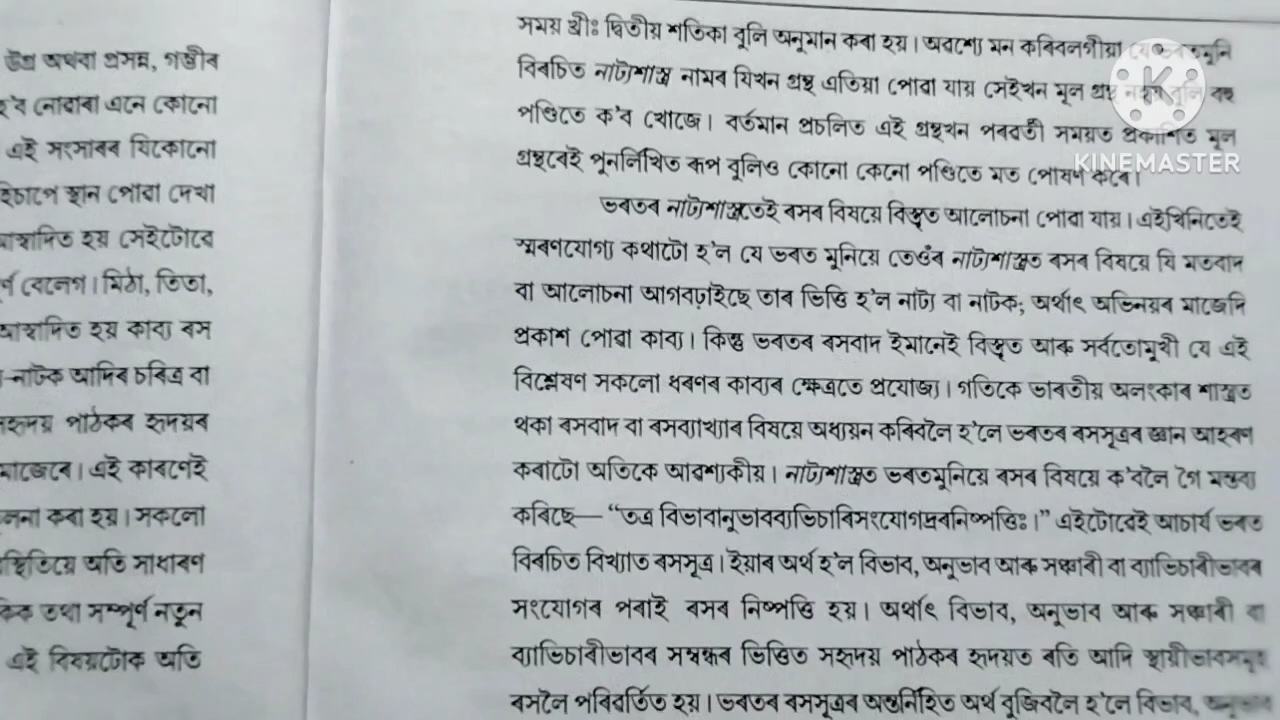 উগ্ৰ অথবা প্ৰসন্ন, গম্ভীৰ
হ’ব নোৱাৰা এনে কোনো
এই সংসাৰৰ যিকোনো
হিচাপে স্থান পোৱা দেখা
আস্বাদিত হয় সেইটোৱে
বেলেগ। মিঠা, তিতা,
আস্বাদিত হয় কাব্য ৰস
-নাটক আদিৰ চৰিত্ৰ বা
সহৃদয় পাঠকৰ হৃদয়ৰ
মাজেৰে। এই কাৰণেই
কৰা হয়। সকলো
অতি সাধাৰণ
তথা সম্পূৰ্ণ নতুন
এই বিষয়টোক অতি
সময় খ্ৰীঃ দ্বিতীয় শতিকা বুলি অনুমান কৰা হয়। অৱশ্যে মন কৰিবলগীয়া যে ভৰতমুনি
বিৰচিত নাট্যশাস্ত্ৰ নামৰ যিখন গ্ৰন্থ এতিয়া পোৱা যায় সেইখন মূল গ্ৰন্থ নহয় বুলি বহু
পণ্ডিতে ক’ব খোজে। বৰ্তমান প্ৰচলিত এই গ্ৰন্থখন পৰৱৰ্তী সময়ত প্ৰকাশিত মূল
গ্ৰন্থৰেই পুনৰ্লিখিত ৰূপ বুলিও কোনো কেনো পণ্ডিতে মত পোষণ কৰে।
ভৰতৰ নাট্যশাস্ত্ৰতেই ৰসৰ বিষয়ে বিস্তৃত আলোচনা পোৱা যায়। এইখিনিতেই
স্মৰণযোগ্য কথাটো হ’ল যে ভৰত মুনিয়ে তেওঁৰ নাট্যশাস্ত্ৰত ৰসৰ বিষয়ে যি মতবাদ
বা আলোচনা আগবঢ়াইছে তাৰ ভিত্তি হ’ল নাট্য বা নাটক; অৰ্থাৎ অভিনয়ৰ মাজেদি
প্ৰকাশ পোৱা কাব্য। কিন্তু ভৰতৰ ৰসবাদ ইমানেই বিস্তৃত আৰু সৰ্বতোমুখী যে এই
বিশ্লেষণ সকলো ধৰণৰ কাব্যৰ ক্ষেত্ৰতে প্ৰযোজ্য। গতিকে ভাৰতীয় অলংকাৰ শাস্ত্ৰত
থকা ৰসবাদ বা ৰসব্যাখ্যাৰ বিষয়ে অধ্যয়ন কৰিবলৈ হ’লে ভৰতৰ ৰসসূত্ৰৰ জ্ঞান আহৰণ
কৰাটো অতিকে আৱশ্যকীয়। নাট্যশাস্ত্ৰত ভৰতমুনিয়ে ৰসৰ বিষয়ে ক’বলৈ গৈ মন্তব্য
কৰিছে— “তত্ৰ বিভাবানুভাবব্যভিচাৰিসংযোগদ্ৰৰনিষ্পত্তিঃ।” এইটোৱেই আচাৰ্য ভৰত
বিৰচিত বিখ্যাত ৰসসূত্ৰ। ইয়াৰ অৰ্থ হ’ল বিভাব, অনুভাব আৰু সঞ্চাৰী বা ব্যাভিচাৰীভাবৰ
সংযোগৰ পৰাই ৰসৰ নিষ্পত্তি হয়। অৰ্থাৎ বিভাব, অনুভাব আৰু সঞ্চাৰী বা
ব্যাভিচাৰীভাবৰ সম্বন্ধৰ ভিত্তিত সহৃদয় পাঠকৰ হৃদয়ত ৰতি আদি স্থায়ীভাবসমূহ
ৰসলৈ পৰিবৰ্তিত হয়। ভৰতৰ ৰসসূত্ৰৰ অন্তৰ্নিহিত অৰ্থ বুজিবলৈ হ’লে বিভাব, অনুভাব
KINEMASTER